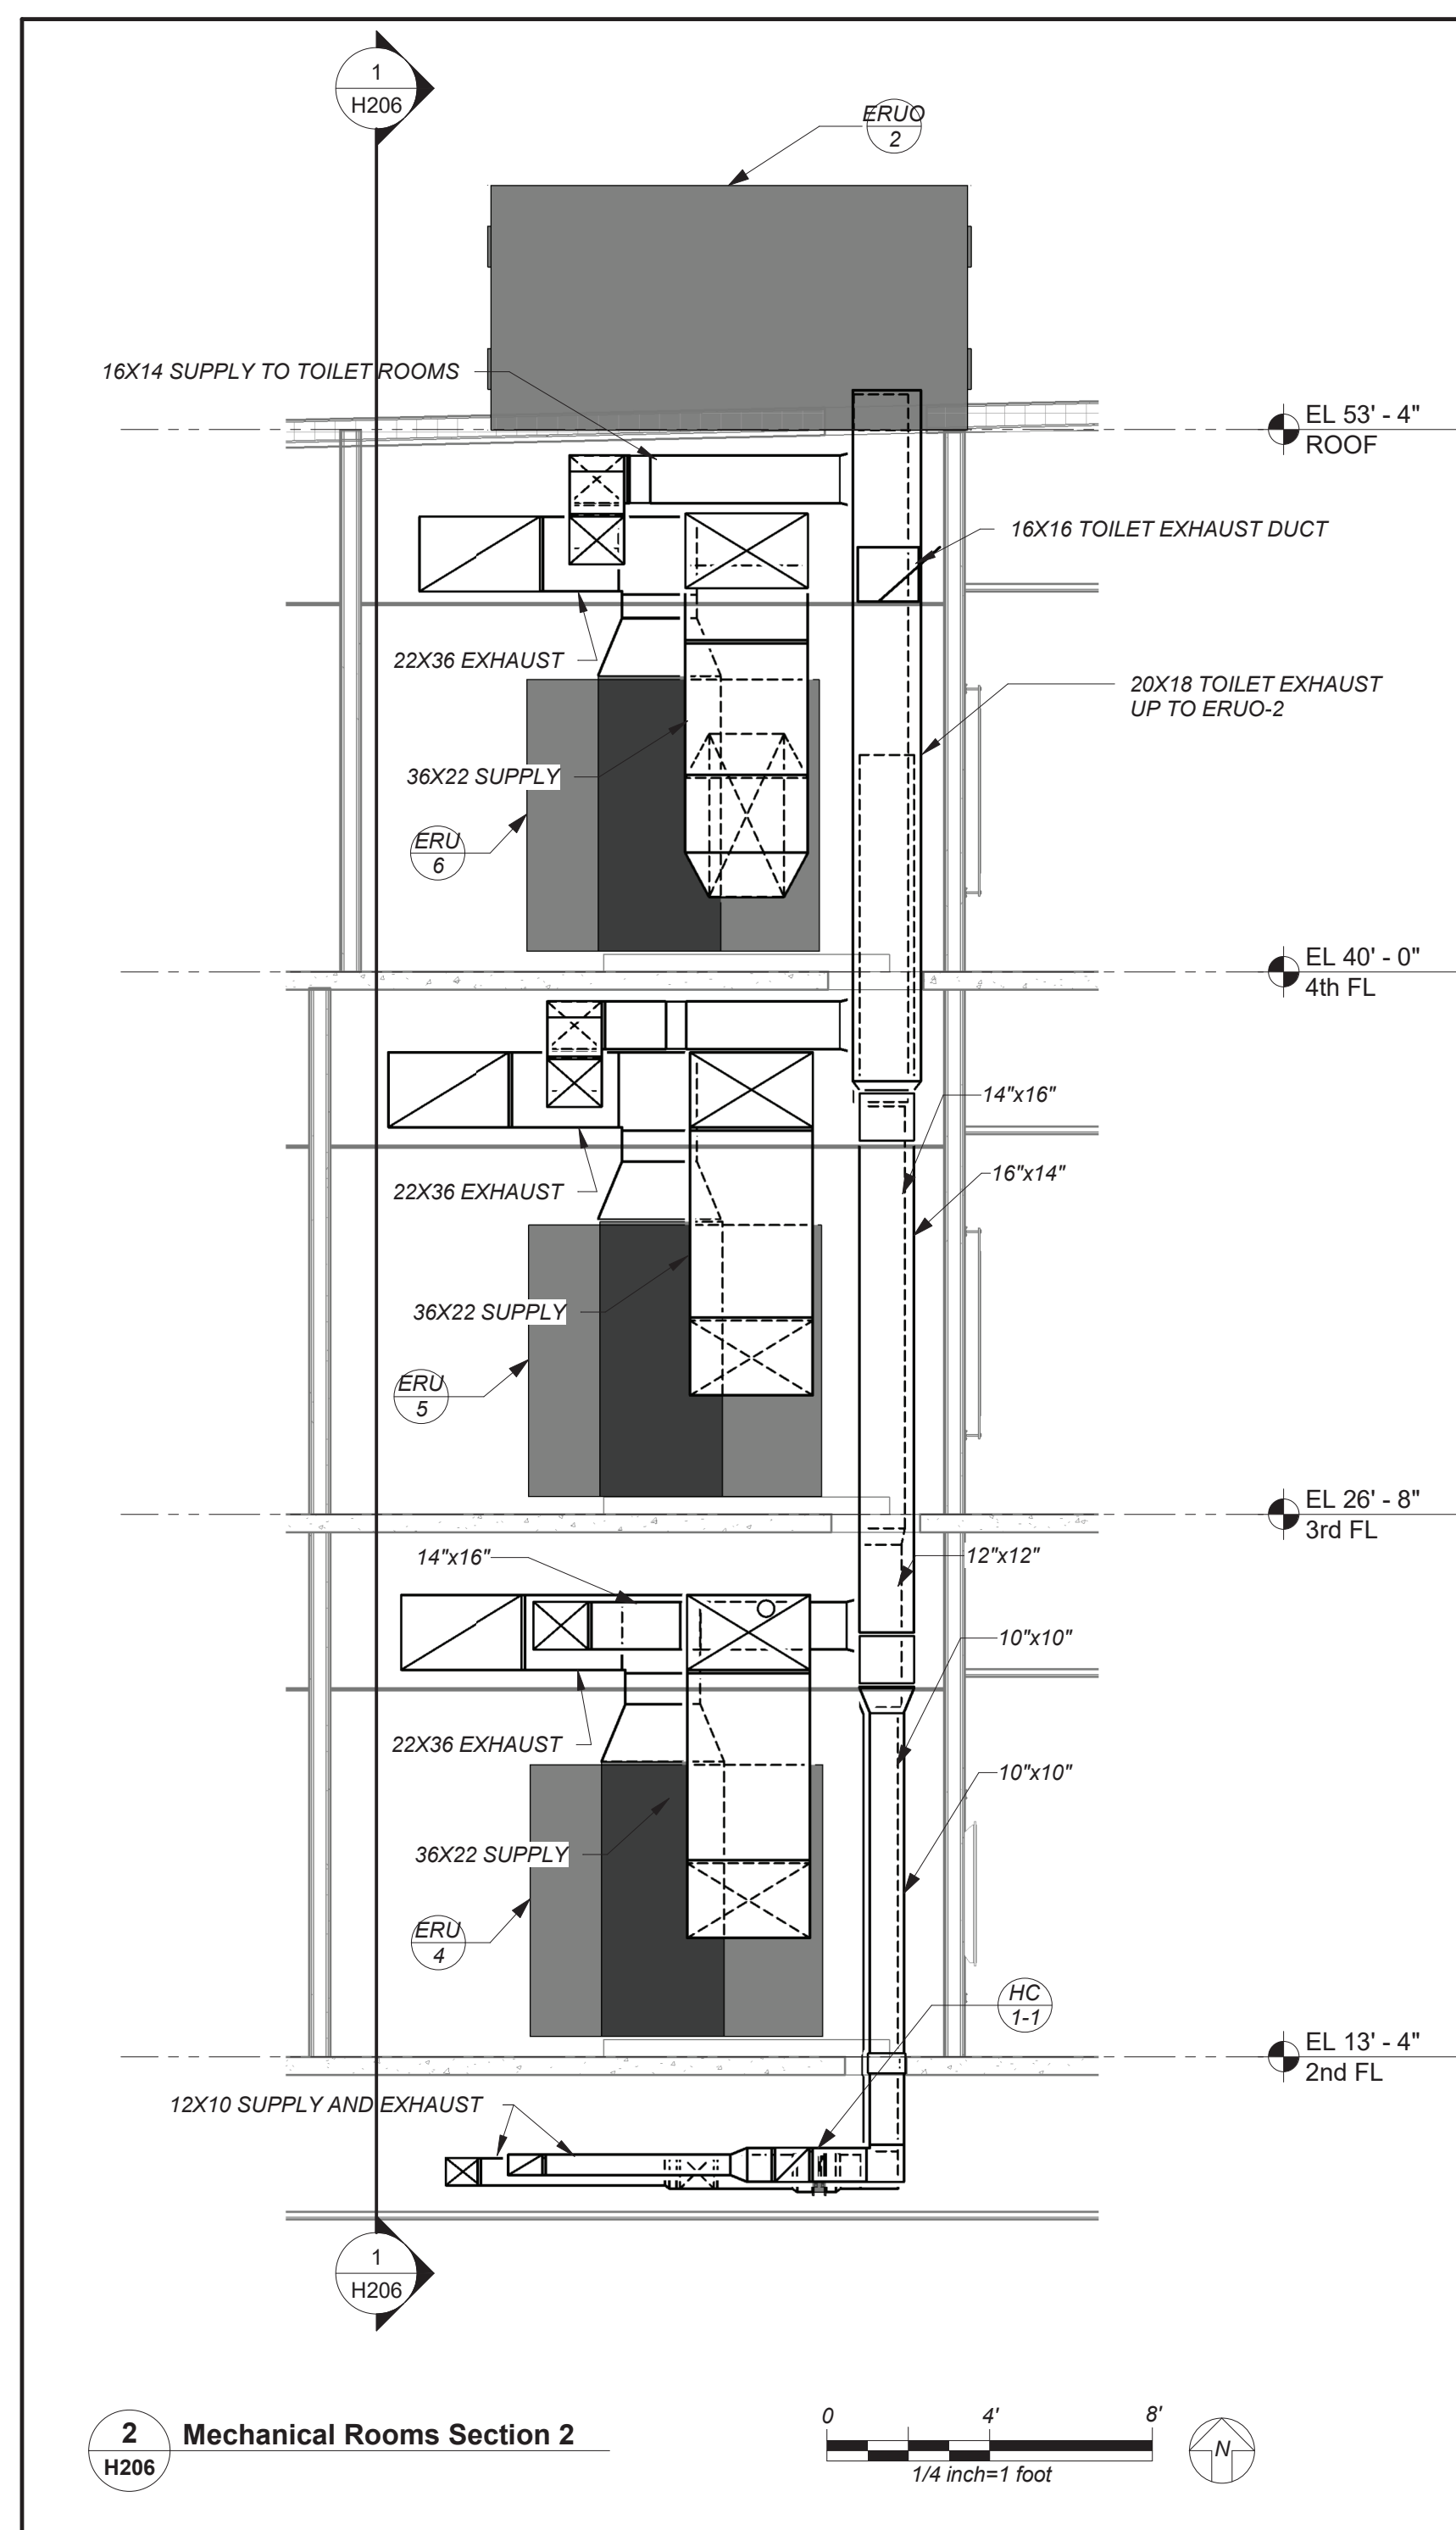 1
H206
ERUO
2
16X14 SUPPLY TO TOILET ROOMS
EL 53' - 4"
ROOF
16X16 TOILET EXHAUST DUCT
22X36 EXHAUST
20X18 TOILET EXHAUST
UP TO ERUO-2
36X22 SUPPLY
ERU
6
EL 40' - 0"
4th FL
14"x16"
16"x14"
22X36 EXHAUST
36X22 SUPPLY
ERU
5
EL 26' - 8"
3rd FL
14"x16"
12"x12"
10"x10"
22X36 EXHAUST
10"x10"
36X22 SUPPLY
ERU
4
HC
1-1
EL 13' - 4"
2nd FL
12X10 SUPPLY AND EXHAUST
1
H206
2
H206
Mechanical Rooms Section 2
0 4' 8'
1/4 inch=1 foot
N